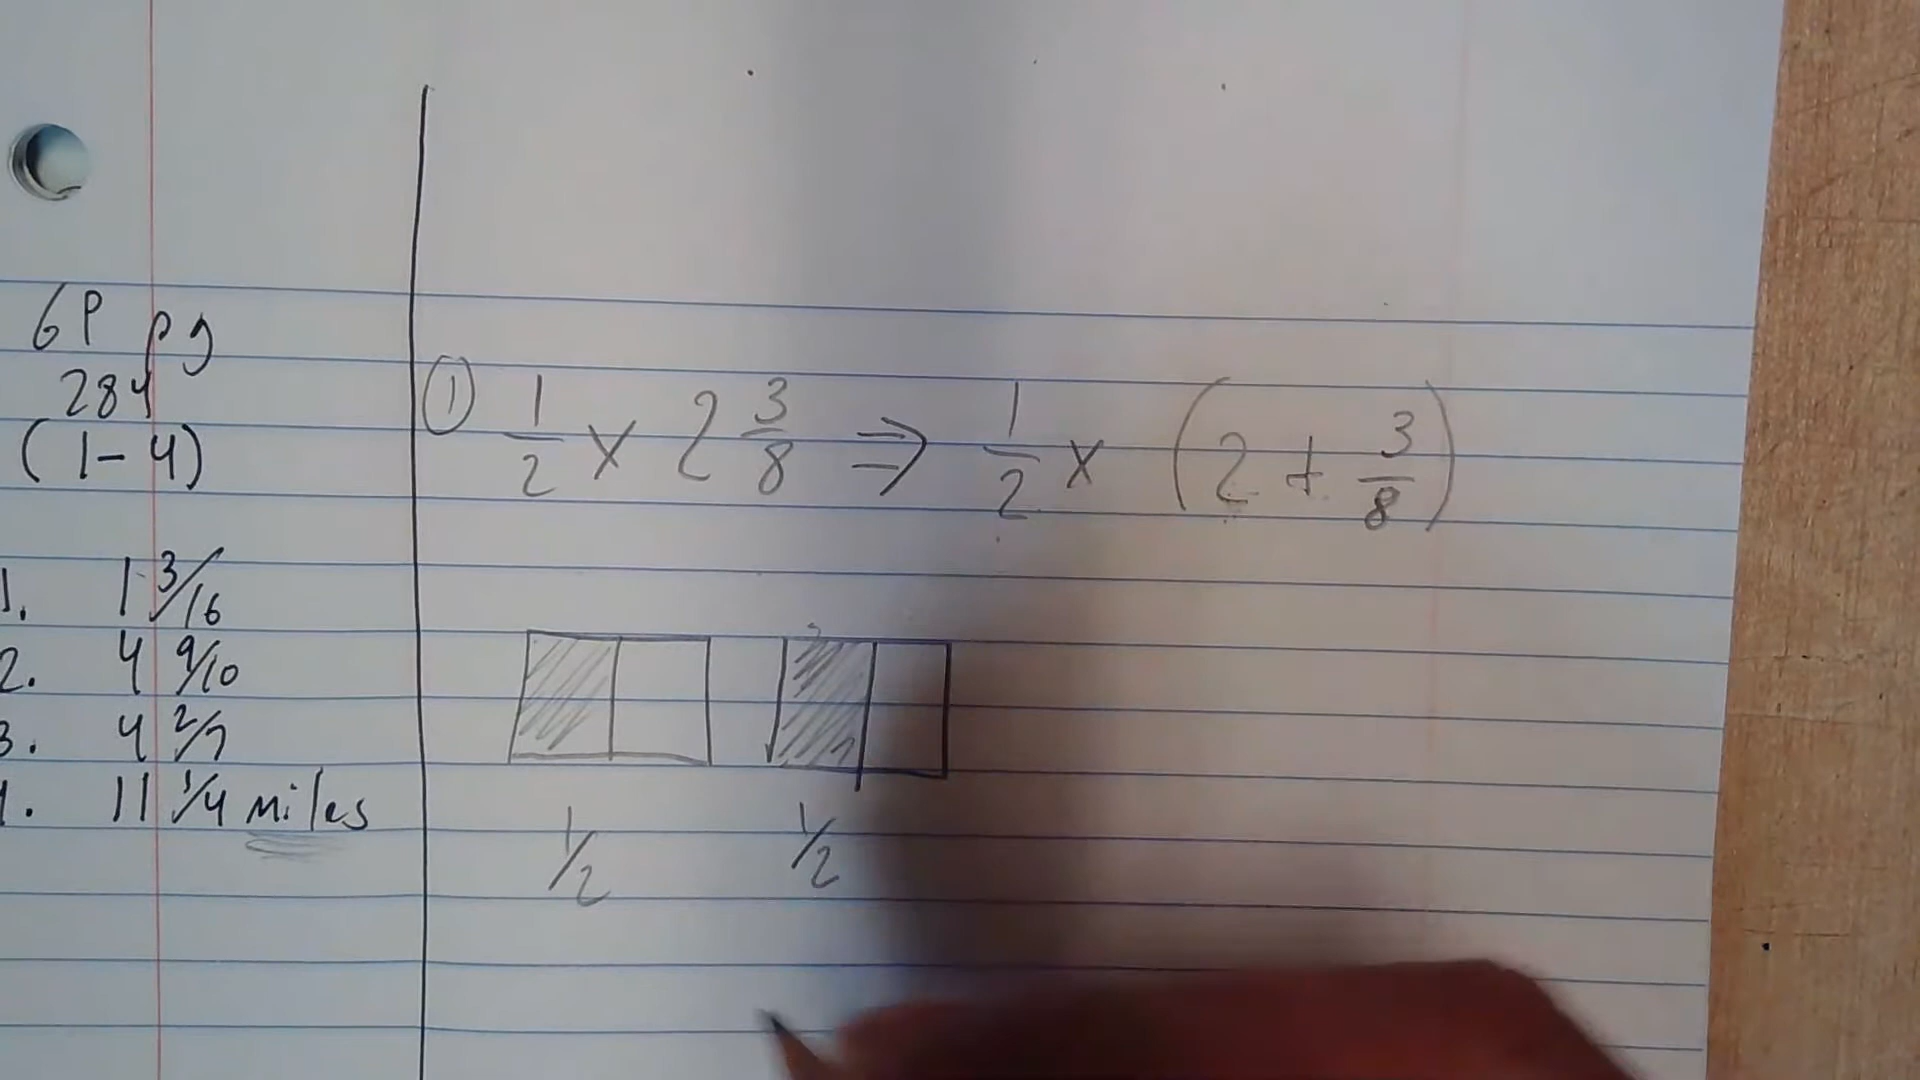 GP pg
284
(1-4)
1. 1 3/16
2. 4 9/10
3. 4 2/7
4. 11 1/4 miles
① 1/2 x 2 3/8 ⇒ 1/2 x (2 + 3/8)
1/2 1/2